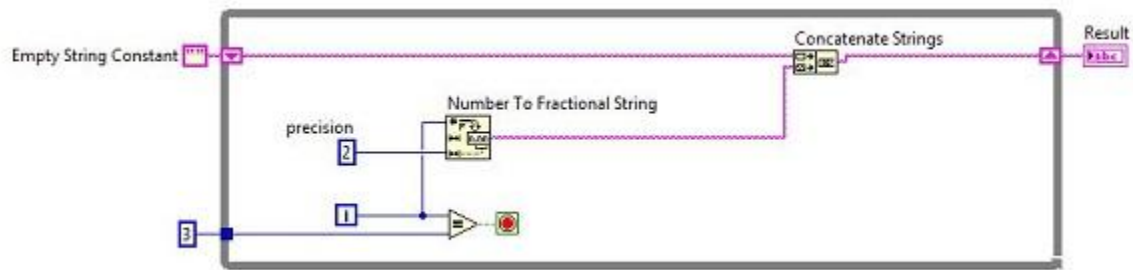 Empty String Constant
Concatenate Strings
Result
abc
Number To Fractional String
precision
2
i
3